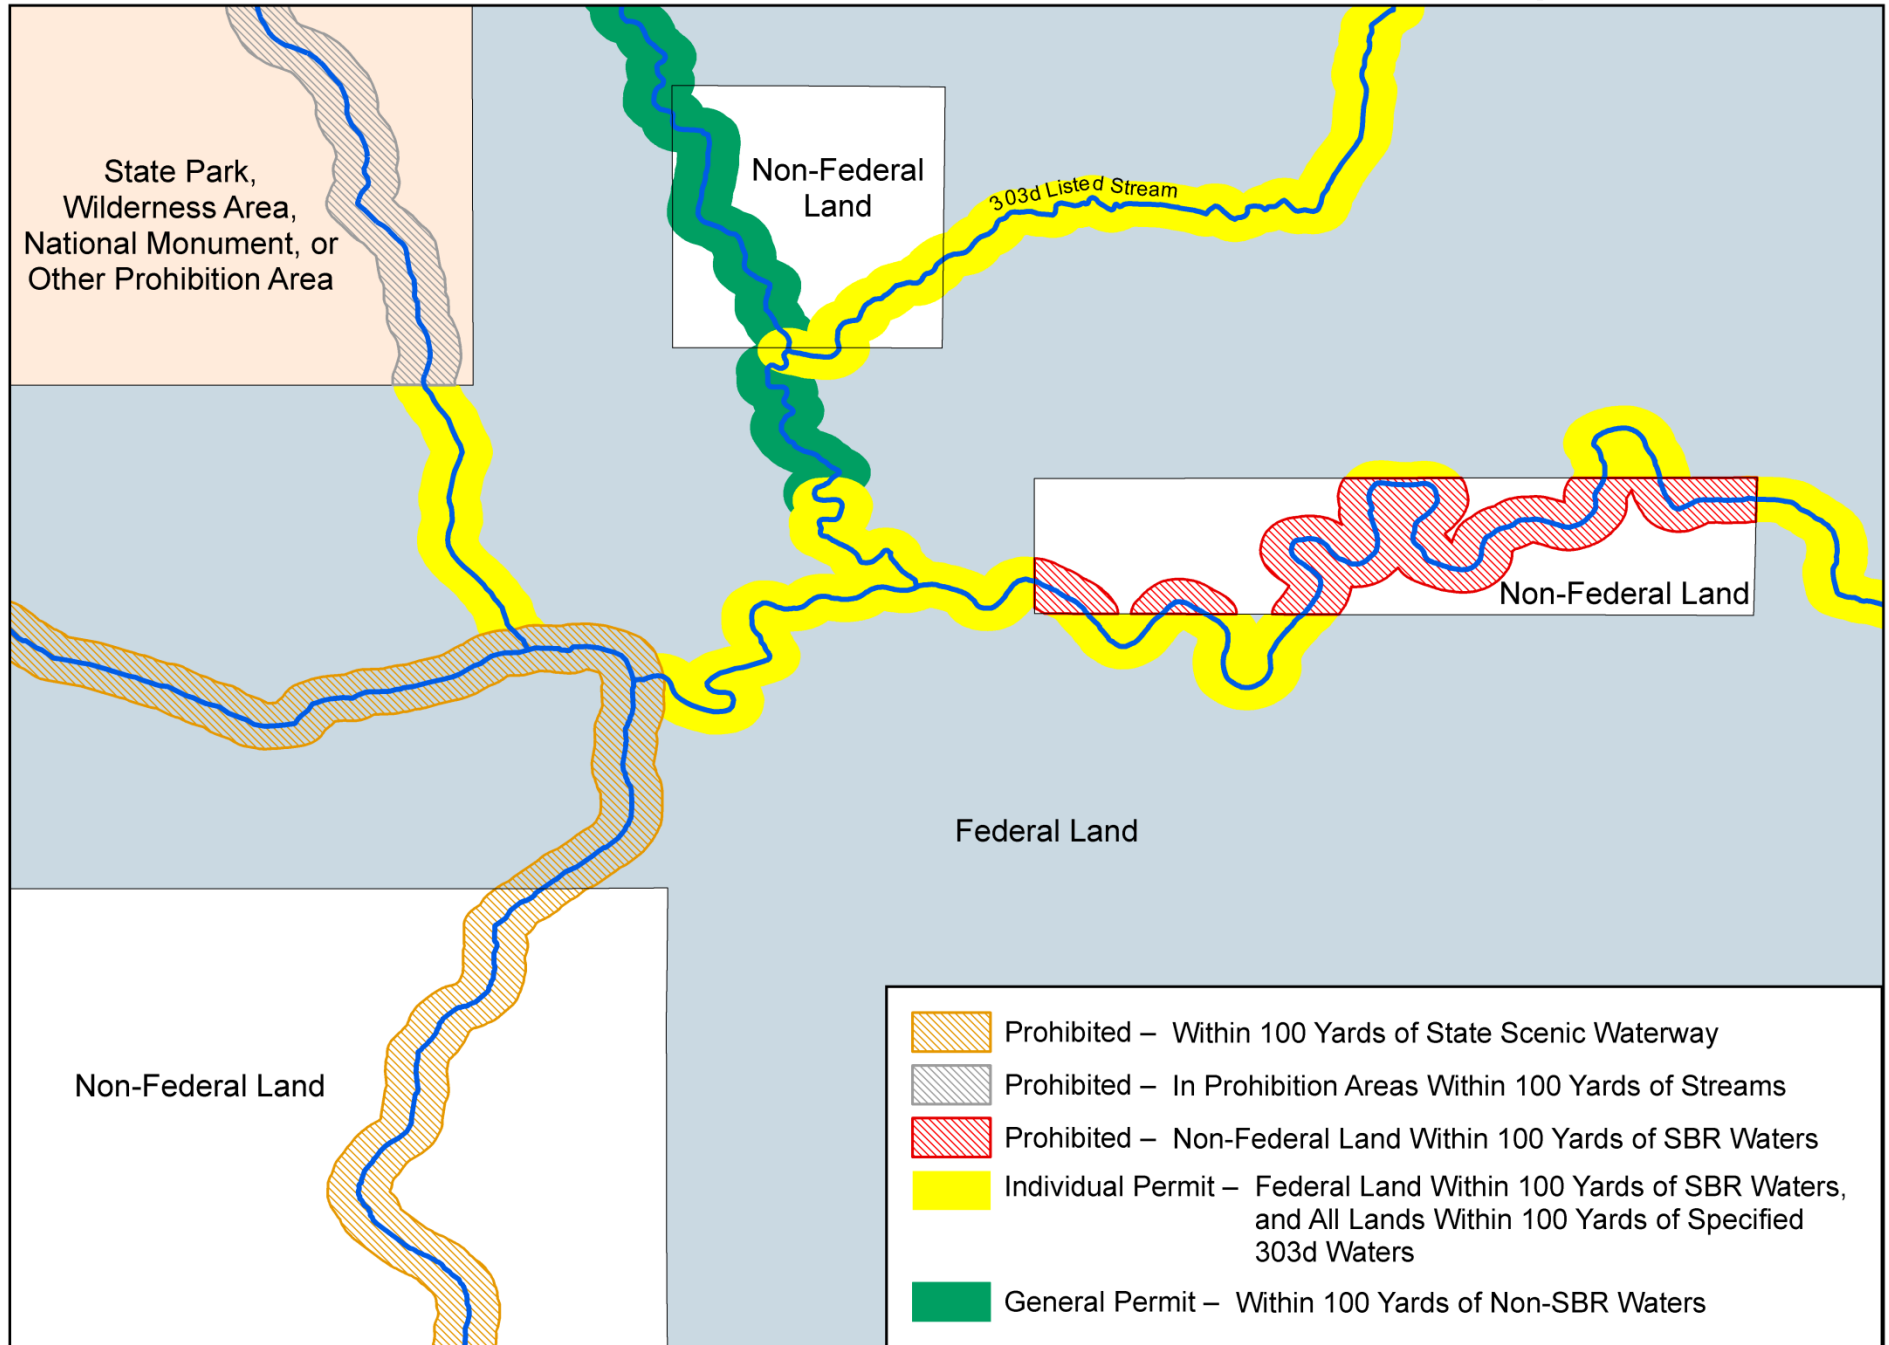 State Park,
Wilderness Area,
National Monument, or
Other Prohibition Area
Non-Federal
Land
303d Listed Stream
Non-Federal Land
Federal Land
Non-Federal Land
Prohibited – Within 100 Yards of State Scenic Waterway
Prohibited – In Prohibition Areas Within 100 Yards of Streams
Prohibited – Non-Federal Land Within 100 Yards of SBR Waters
Individual Permit – Federal Land Within 100 Yards of SBR Waters,
and All Lands Within 100 Yards of Specified
303d Waters
General Permit – Within 100 Yards of Non-SBR Waters